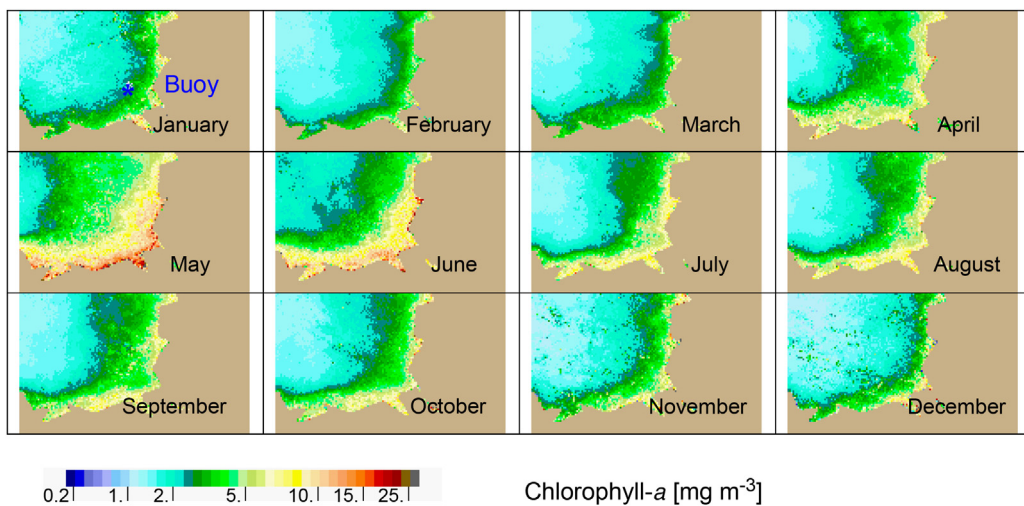 Buoy
January
February
March
April
May
June
July
August
September
October
November
December
0.2 1. 2. 5. 10. 15. 25.
Chlorophyll-a [mg m-3]